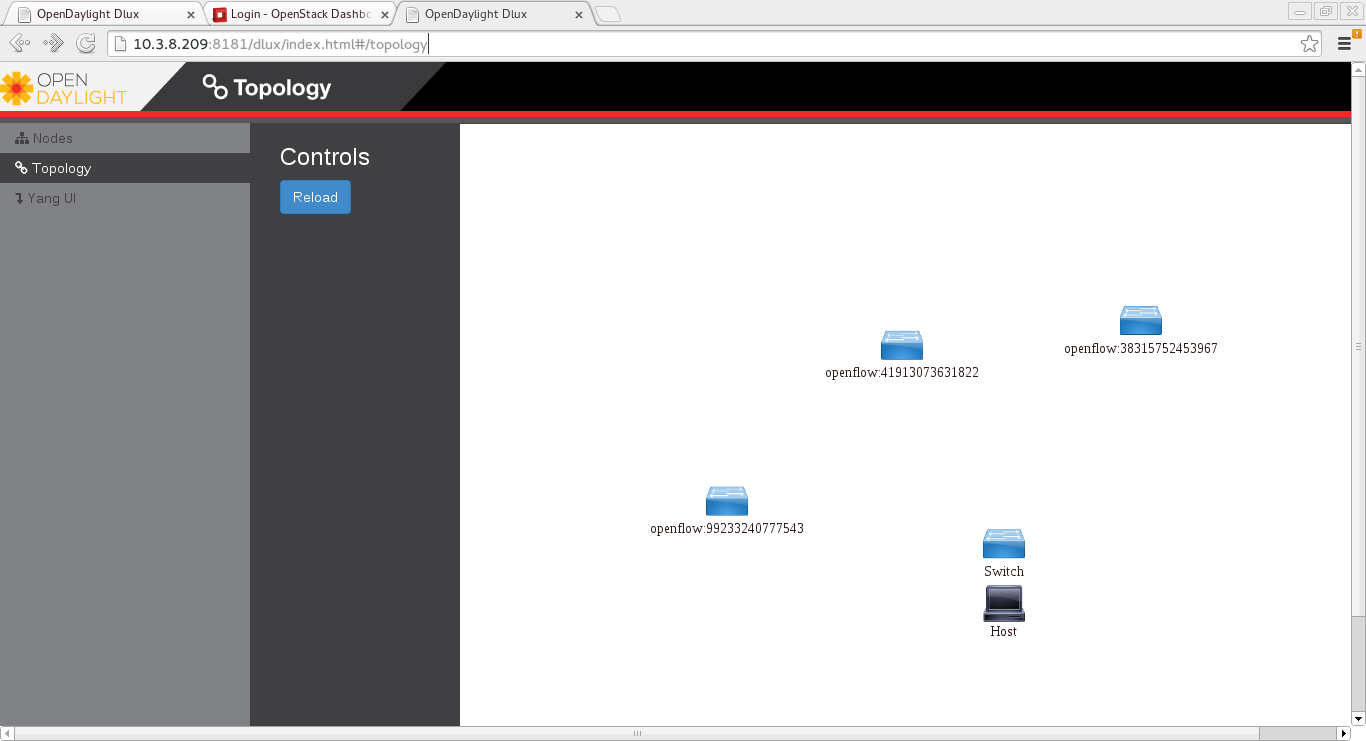 OpenDaylight Dlux
Login - OpenStack Dashbc
OpenDaylight Dlux
10.3.8.209:8181/dlux/index.html#/topology
OPEN
DAYLIGHT
Topology
Nodes
Topology
Yang UI
Controls
Reload
openflow:38315752453967
openflow:41913073631822
openflow:99233240777543
Switch
Host